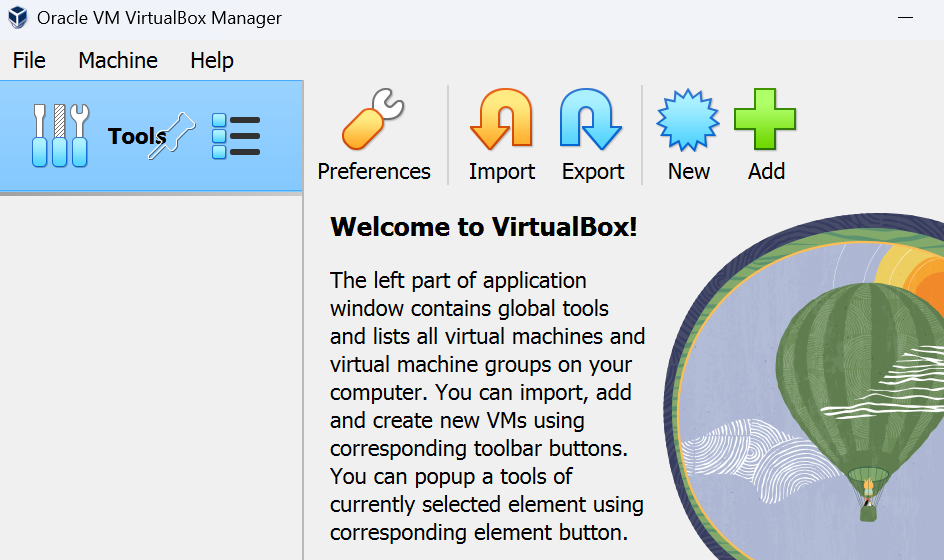 Oracle VM VirtualBox Manager
File Machine Help
Tools
Preferences Import Export New Add
Welcome to VirtualBox!
The left part of application
window contains global tools
and lists all virtual machines and
virtual machine groups on your
computer. You can import, add
and create new VMs using
corresponding toolbar buttons.
You can popup a tools of
currently selected element using
corresponding element button.